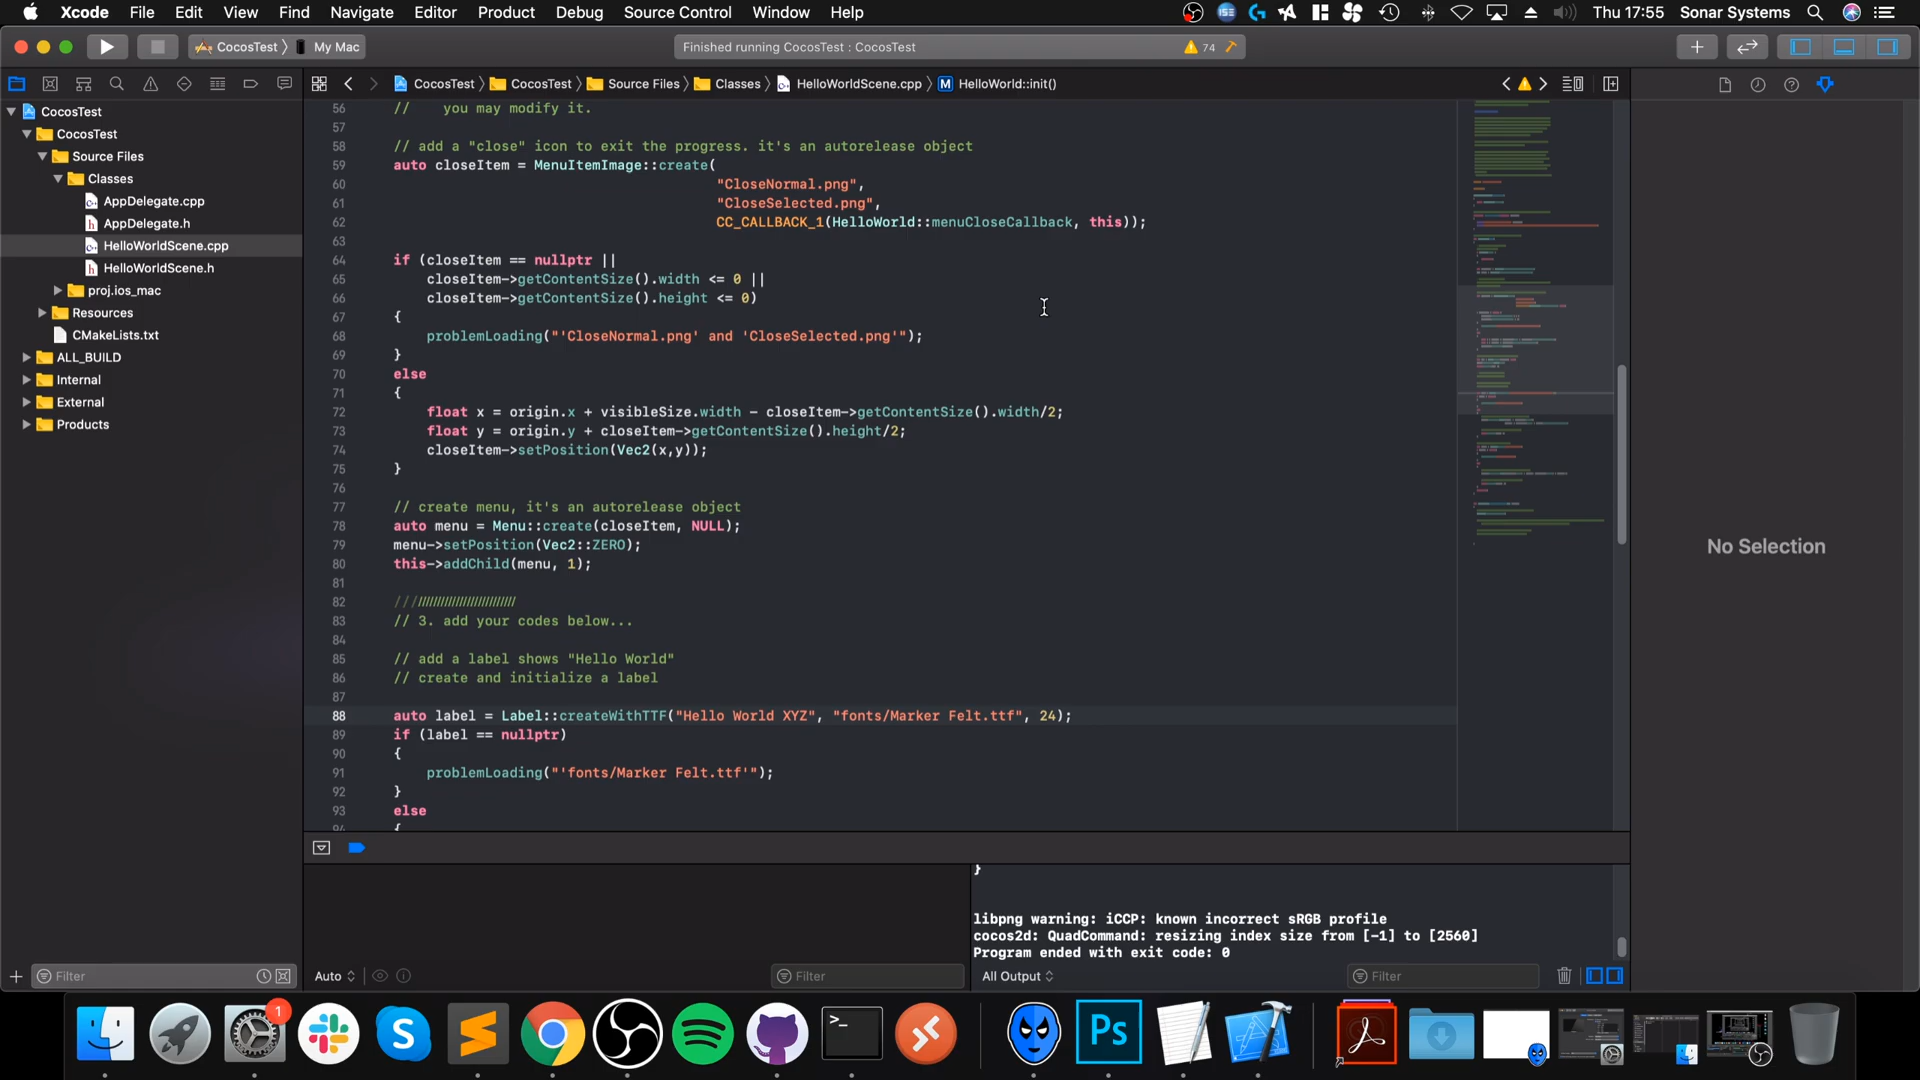 Xcode File Edit View Find Navigate Editor Product Debug Source Control Window Help
Thu 17:55 Sonar Systems
CocosTest 〉 My Mac
Finished running CocosTest : CocosTest
74
CocosTest 〉 CocosTest 〉 Source Files 〉 Classes 〉 HelloWorldScene.cpp 〉 M HelloWorld::init()
CocosTest
CocosTest
Source Files
Classes
AppDelegate.cpp
AppDelegate.h
HelloWorldScene.cpp
HelloWorldScene.h
proj.ios_mac
Resources
CMakeLists.txt
ALL_BUILD
Internal
External
Products
Filter
56 //    you may modify it.
57
58 // add a "close" icon to exit the progress. it's an autorelease object
59 auto closeItem = MenuItemImage::create(
60 "CloseNormal.png",
61 "CloseSelected.png",
62 CC_CALLBACK_1(HelloWorld::menuCloseCallback, this));
63
64 if (closeItem == nullptr ||
65 closeItem->getContentSize().width <= 0 ||
66 closeItem->getContentSize().height <= 0)
67 {
68 problemLoading("'CloseNormal.png' and 'CloseSelected.png'");
69 }
70 else
71 {
72 float x = origin.x + visibleSize.width - closeItem->getContentSize().width/2;
73 float y = origin.y + closeItem->getContentSize().height/2;
74 closeItem->setPosition(Vec2(x,y));
75 }
76
77 // create menu, it's an autorelease object
78 auto menu = Menu::create(closeItem, NULL);
79 menu->setPosition(Vec2::ZERO);
80 this->addChild(menu, 1);
81
82 /////////////////////////////
83 // 3. add your codes below...
84
85 // add a label shows "Hello World"
86 // create and initialize a label
87
88 auto label = Label::createWithTTF("Hello World XYZ", "fonts/Marker Felt.ttf", 24);
89 if (label == nullptr)
90 {
91 problemLoading("'fonts/Marker Felt.ttf'");
92 }
93 else
94 {
No Selection
}
libpng warning: iCCP: known incorrect sRGB profile
cocos2d: QuadCommand: resizing index size from [-1] to [2560]
Program ended with exit code: 0
Auto
Filter
All Output
Filter
1
S
>_
Ps